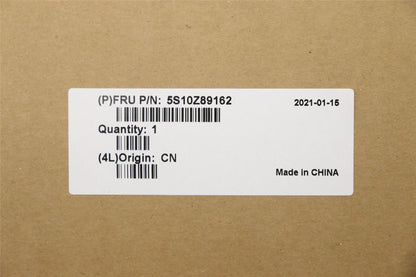 (P)FRU P/N: 5S10Z89162
2021-01-15
Quantity: 1
(4L)Origin: CN
Made in CHINA